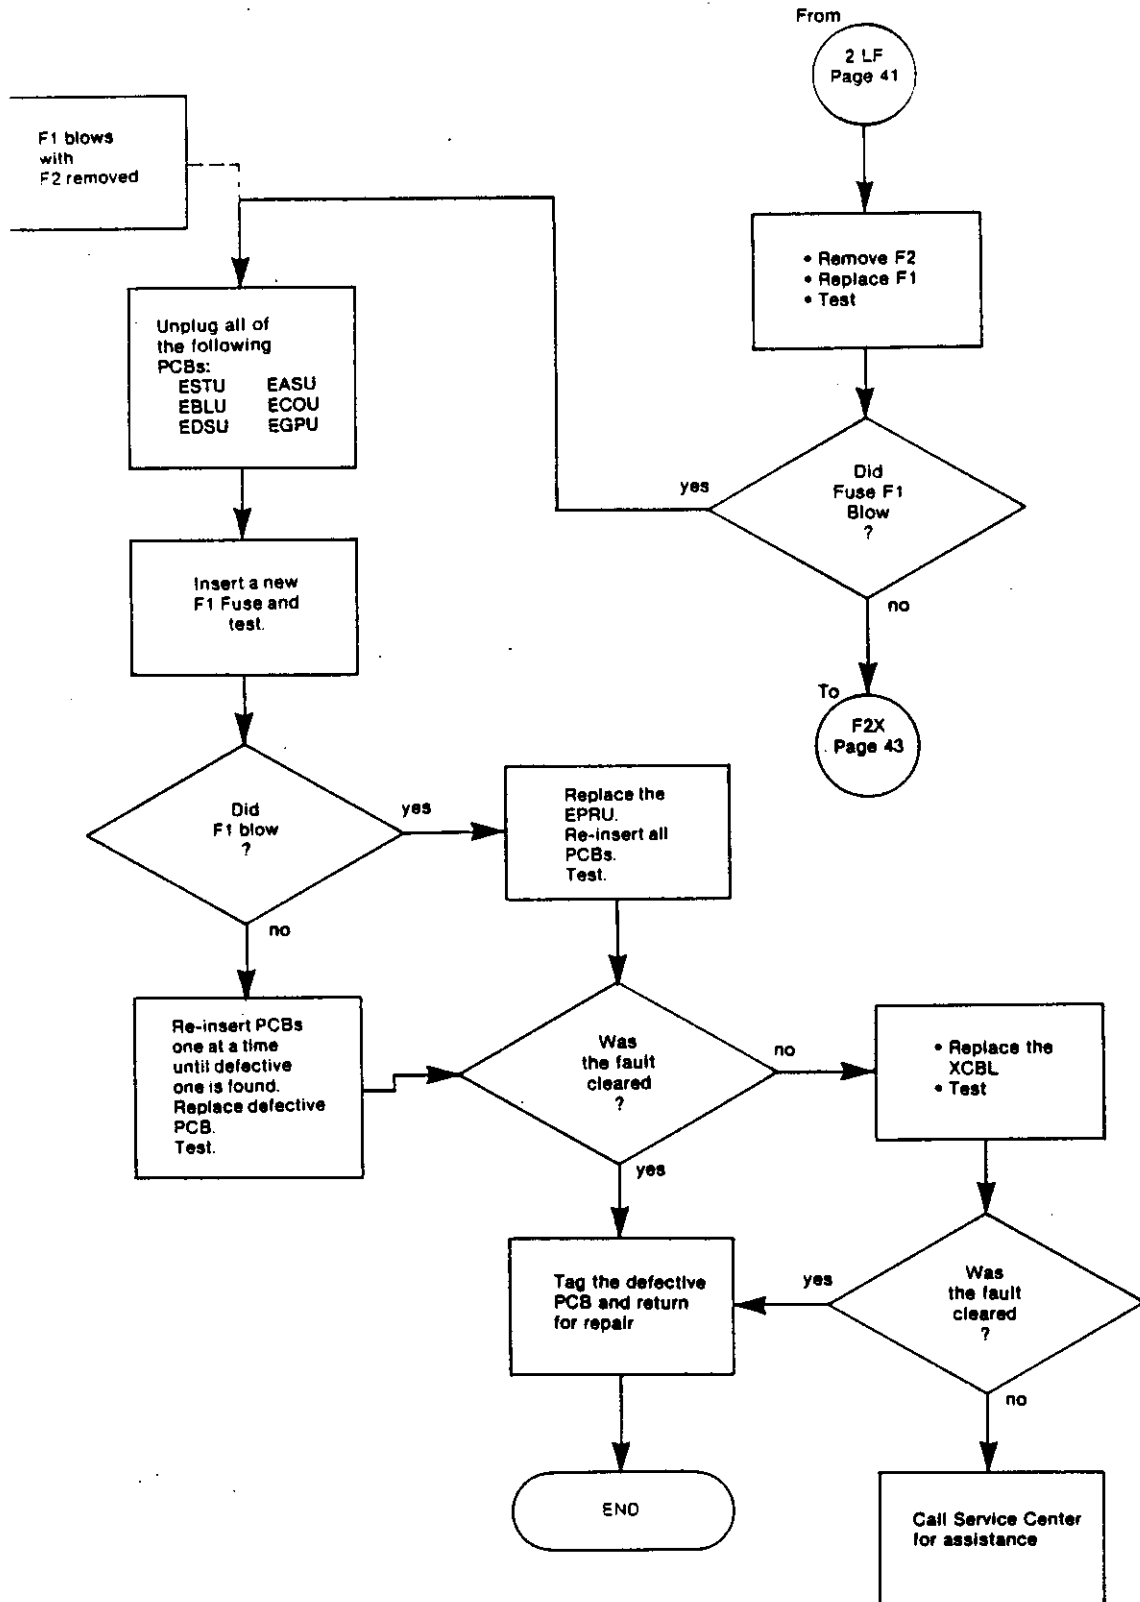 From
2 LF
Page 41
F1 blows
with
F2 removed
• Remove F2
• Replace F1
• Test
Unplug all of
the following
PCBs:
ESTU EASU
EBLU ECOU
EDSU EGPU
Did
Fuse F1
Blow
?
yes
no
Insert a new
F1 Fuse and
test.
To
F2X
Page 43
Did
F1 blow
?
yes
no
Replace the
EPRU.
Re-insert all
PCBs.
Test.
Re-insert PCBs
one at a time
until defective
one is found.
Replace defective
PCB.
Test.
Was
the fault
cleared
?
no
yes
• Replace the
XCBL
• Test
Tag the defective
PCB and return
for repair
yes
Was
the fault
cleared
?
no
END
Call Service Center
for assistance